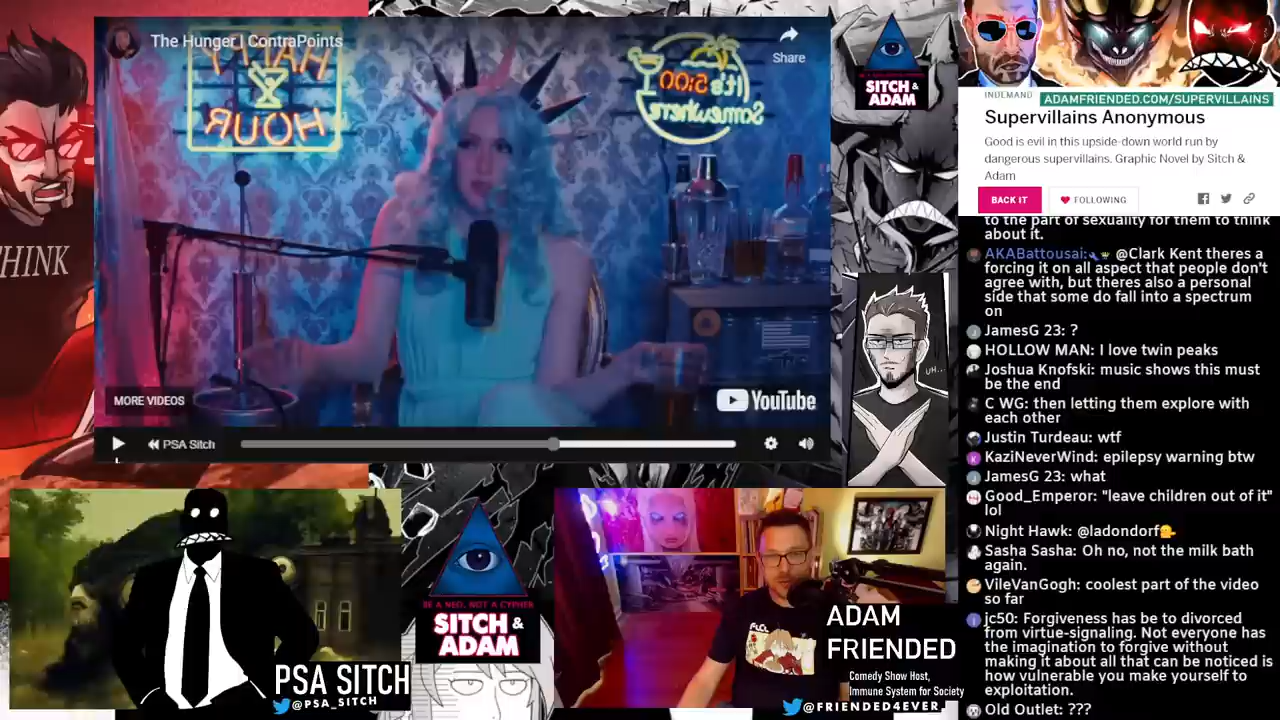 The Hunger | ContraPoints
Share
HAPPY
HOUR
It's 5:00
Somewhere
MORE VIDEOS
YouTube
PSA Sitch
THINK
SITCH &
ADAM
UH..
INDEMAND
ADAMFRIENDED.COM/SUPERVILLAINS
Supervillains Anonymous
Good is evil in this upside-down world run by
dangerous supervillains. Graphic Novel by Sitch &
Adam
BACK IT
FOLLOWING
to the part of sexuality for them to think
about it.
AKABattousai: @Clark Kent theres a
forcing it on all aspect that people don't
agree with, but theres also a personal
side that some do fall into a spectrum
on
JamesG 23: ?
HOLLOW MAN: I love twin peaks
Joshua Knofski: music shows this must
be the end
C WG: then letting them explore with
each other
Justin Turdeau: wtf
KaziNeverWind: epilepsy warning btw
JamesG 23: what
Good_Emperor: "leave children out of it"
lol
Night Hawk: @ladondorf
Sasha Sasha: Oh no, not the milk bath
again.
VileVanGogh: coolest part of the video
so far
jc50: Forgiveness has be to divorced
from virtue-signaling. Not everyone has
the imagination to forgive without
making it about all that can be noticed is
how vulnerable you make yourself to
exploitation.
Old Outlet: ???
PSA SITCH
@PSA_SITCH
BE A NEO, NOT A CYPHER
SITCH &
ADAM
FLCL
ADAM
FRIENDED
Comedy Show Host,
Immune System for Society
@FRIENDED4EVER